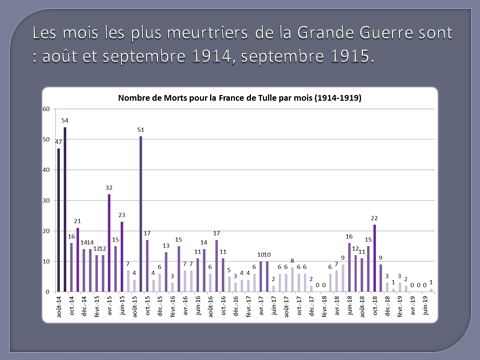 Les mois les plus meurtriers de la Grande Guerre sont
: août et septembre 1914, septembre 1915.
Nombre de Morts pour la France de Tulle par mois (1914-1919)
60
50
40
30
20
10
0
47 54 16 21 14 14 12 12 32 15 23 7 4 51 17 4 6 13 3 15 7 7 11 14 6 17 11 5 3 4 4 6 10 10 2 6 6 8 6 6 2 0 0 6 7 9 16 12 11 15 22 9 3 1 3 2 0 0 0 1
août-14 oct.-14 déc.-14 févr.-15 avr.-15 juin-15 août-15 oct.-15 déc.-15 févr.-16 avr.-16 juin-16 août-16 oct.-16 déc.-16 févr.-17 avr.-17 juin-17 août-17 oct.-17 déc.-17 févr.-18 avr.-18 juin-18 août-18 oct.-18 déc.-18 févr.-19 avr.-19 juin-19